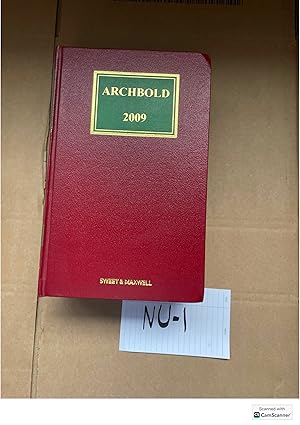 ARCHBOLD
2009
SWEET & MAXWELL
NU-1
Scanned with
CamScanner